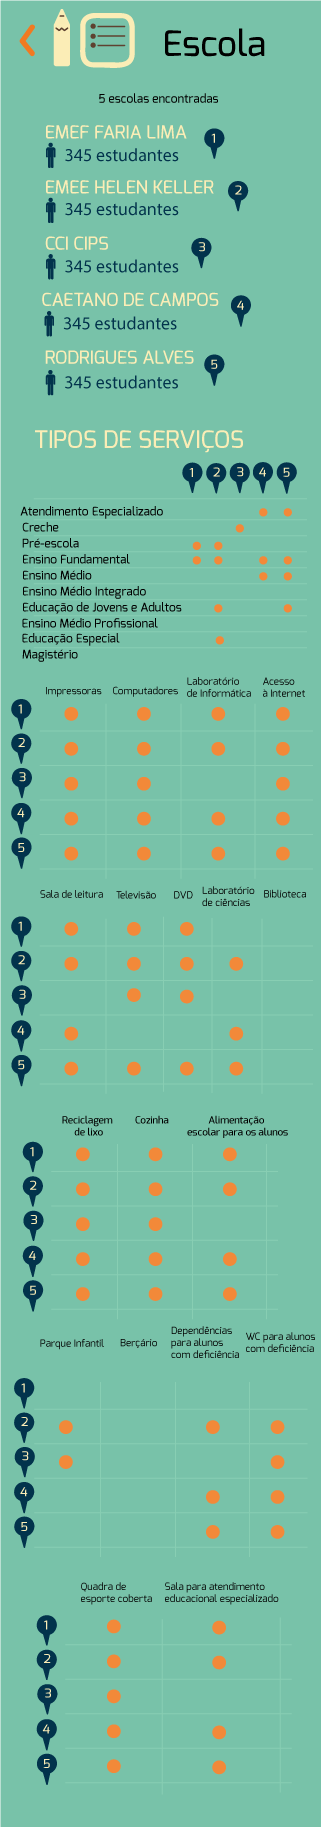 Escola
5 escolas encontradas
EMEF FARIA LIMA
1
345 estudantes
EMEE HELEN KELLER
2
345 estudantes
CCI CIPS
3
345 estudantes
CAETANO DE CAMPOS
4
345 estudantes
RODRIGUES ALVES
5
345 estudantes
TIPOS DE SERVIÇOS
1 2 3 4 5
Atendimento Especializado
Creche
Pré-escola
Ensino Fundamental
Ensino Médio
Ensino Médio Integrado
Educação de Jovens e Adultos
Ensino Médio Profissional
Educação Especial
Magistério
Impressoras
Computadores
Laboratório
de Informática
Acesso
à Internet
1
2
3
4
5
Sala de leitura
Televisão
DVD
Laboratório
de ciências
Biblioteca
1
2
3
4
5
Reciclagem
de lixo
Cozinha
Alimentação
escolar para os alunos
1
2
3
4
5
Parque Infantil
Berçário
Dependências
para alunos
com deficiência
WC para alunos
com deficiência
1
2
3
4
5
Quadra de
esporte coberta
Sala para atendimento
educacional especializado
1
2
3
4
5